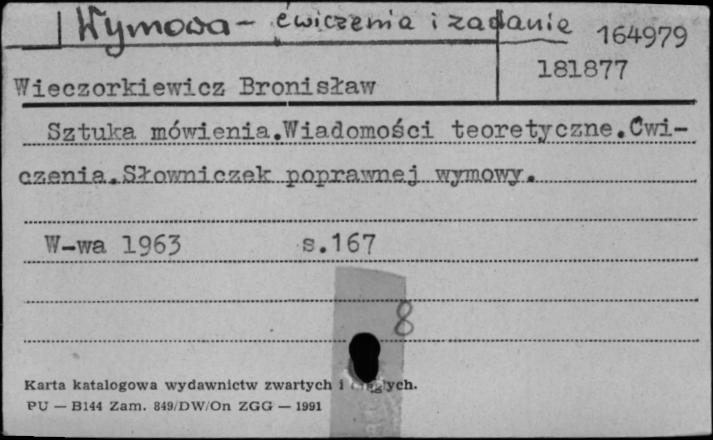 Wymowa - ćwiczenia i zadanie
164979
181877
Wieczorkiewicz Bronisław
Sztuka mówienia.Wiadomości teoretyczne.Ćwi-
czenia.Słowniczek poprawnej wymowy.
W-wa 1963 s.167
8
Karta katalogowa wydawnictw zwartych i
PU — B144 Zam. 849/DW/On ZGG — 1991